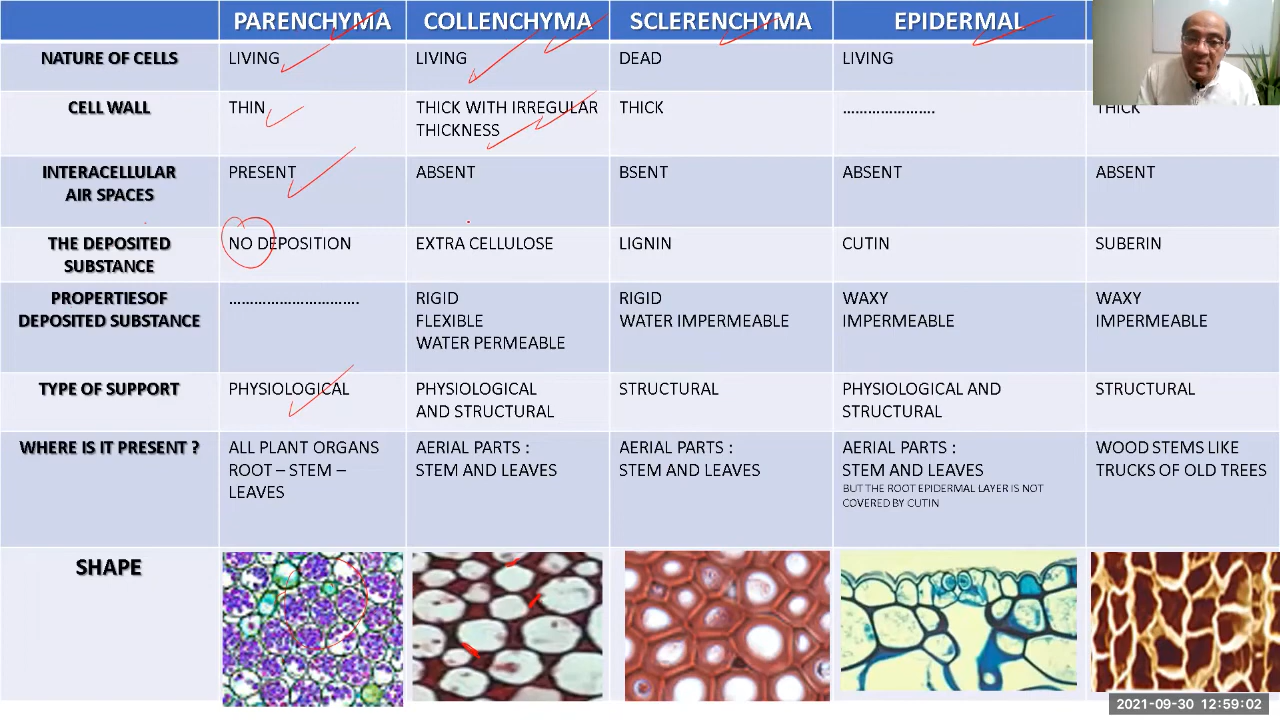 PARENCHYMA COLLENCHYMA SCLERENCHYMA EPIDERMAL
NATURE OF CELLS LIVING LIVING DEAD LIVING
CELL WALL THIN THICK WITH IRREGULAR THICK ........................ THICK
THICKNESS
INTERACELLULAR PRESENT ABSENT BSENT ABSENT ABSENT
AIR SPACES
THE DEPOSITED NO DEPOSITION EXTRA CELLULOSE LIGNIN CUTIN SUBERIN
SUBSTANCE
PROPERTIESOF ................................. RIGID RIGID WAXY WAXY
DEPOSITED SUBSTANCE FLEXIBLE WATER IMPERMEABLE IMPERMEABLE IMPERMEABLE
WATER PERMEABLE
TYPE OF SUPPORT PHYSIOLOGICAL PHYSIOLOGICAL STRUCTURAL PHYSIOLOGICAL AND STRUCTURAL
AND STRUCTURAL STRUCTURAL
WHERE IS IT PRESENT ? ALL PLANT ORGANS AERIAL PARTS : AERIAL PARTS : AERIAL PARTS : WOOD STEMS LIKE
ROOT – STEM – STEM AND LEAVES STEM AND LEAVES STEM AND LEAVES TRUCKS OF OLD TREES
LEAVES BUT THE ROOT EPIDERMAL LAYER IS NOT
COVERED BY CUTIN
SHAPE
2021-09-30 12:59:02